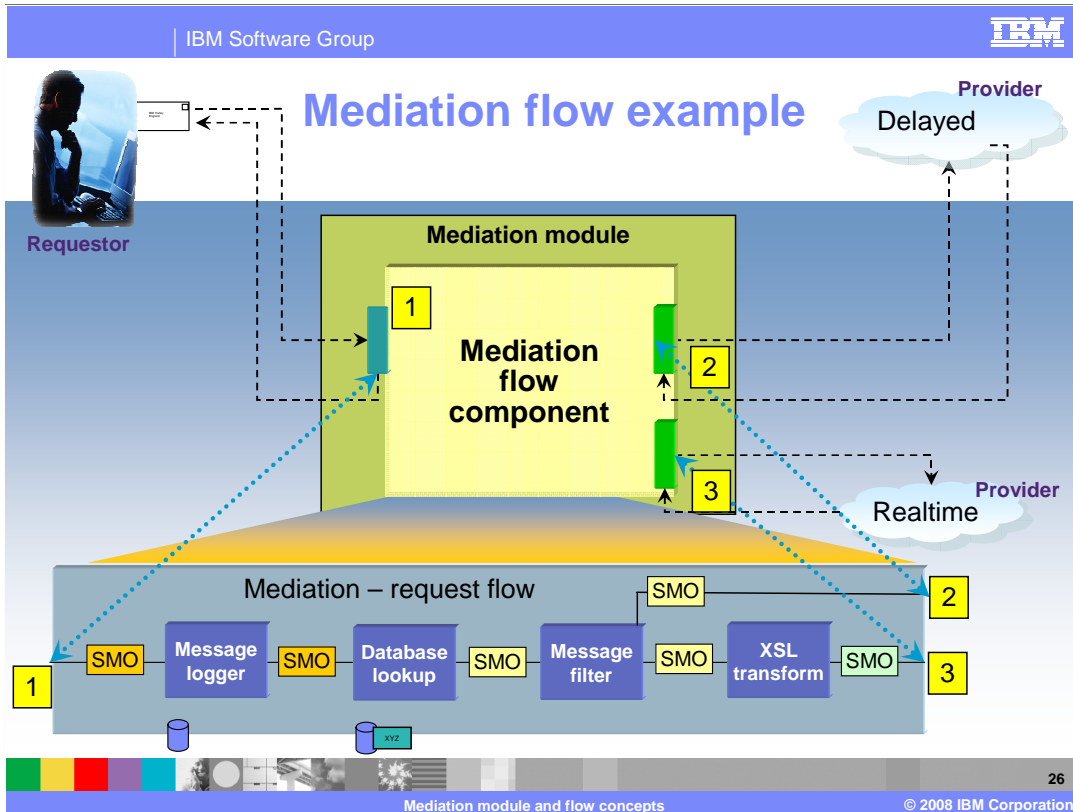 IBM Software Group
IBM
Mediation flow example
Provider
Delayed
Requestor
Mediation module
1
Mediation
flow
component
2
3
Provider
Realtime
Mediation – request flow
SMO
2
SMO
Message
logger
SMO
Database
lookup
SMO
Message
filter
SMO
XSL
transform
SMO
1
3
XYZ
26
Mediation module and flow concepts
© 2008 IBM Corporation